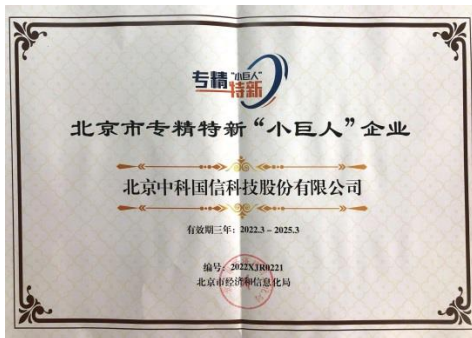 专精
“小巨人”
特新
北京市专精特新“小巨人”企业
北京中科国信科技股份有限公司
有效期三年：2022.3－2025.3
编号：2022XJR0221
北京市经济和信息化局